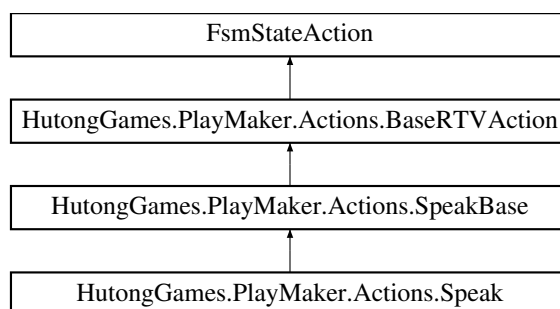 FsmStateAction
HutongGames.PlayMaker.Actions.BaseRTVAction
HutongGames.PlayMaker.Actions.SpeakBase
HutongGames.PlayMaker.Actions.Speak